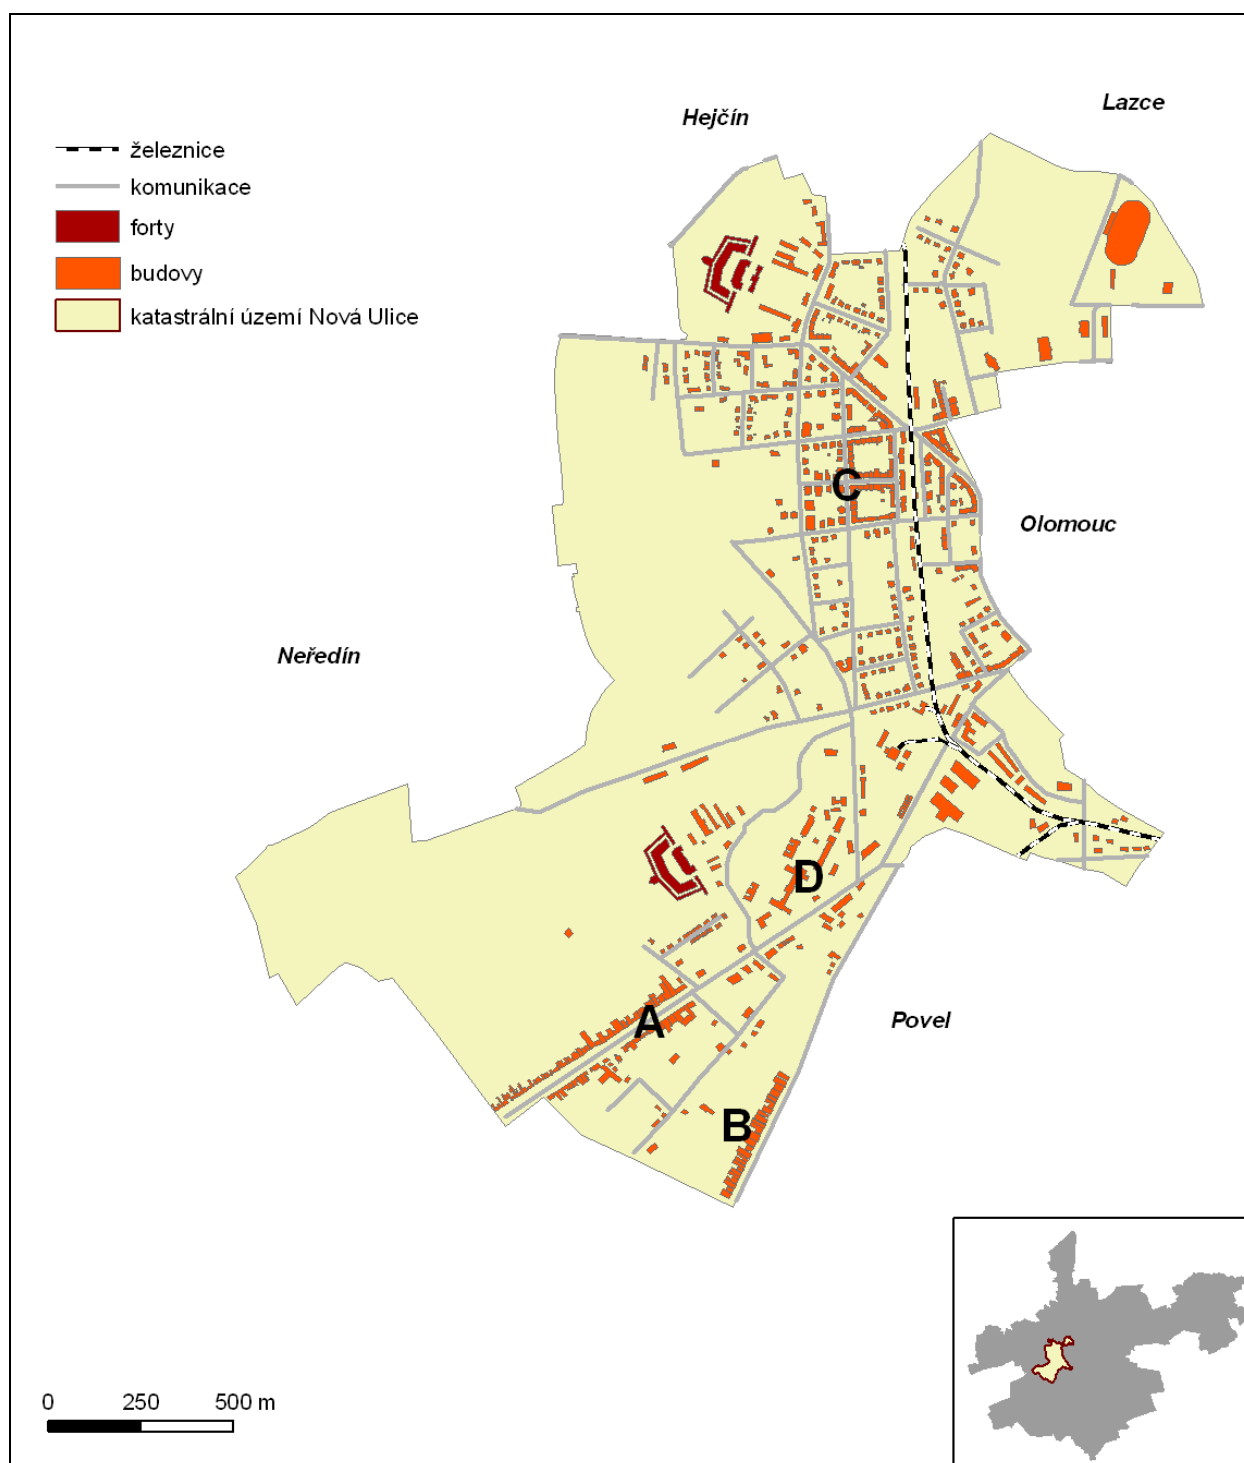 Lazce
Hejčín
železnice
komunikace
forty
budovy
katastrální území Nová Ulice
C
Olomouc
Neředín
D
A
Povel
B
0 250 500 m